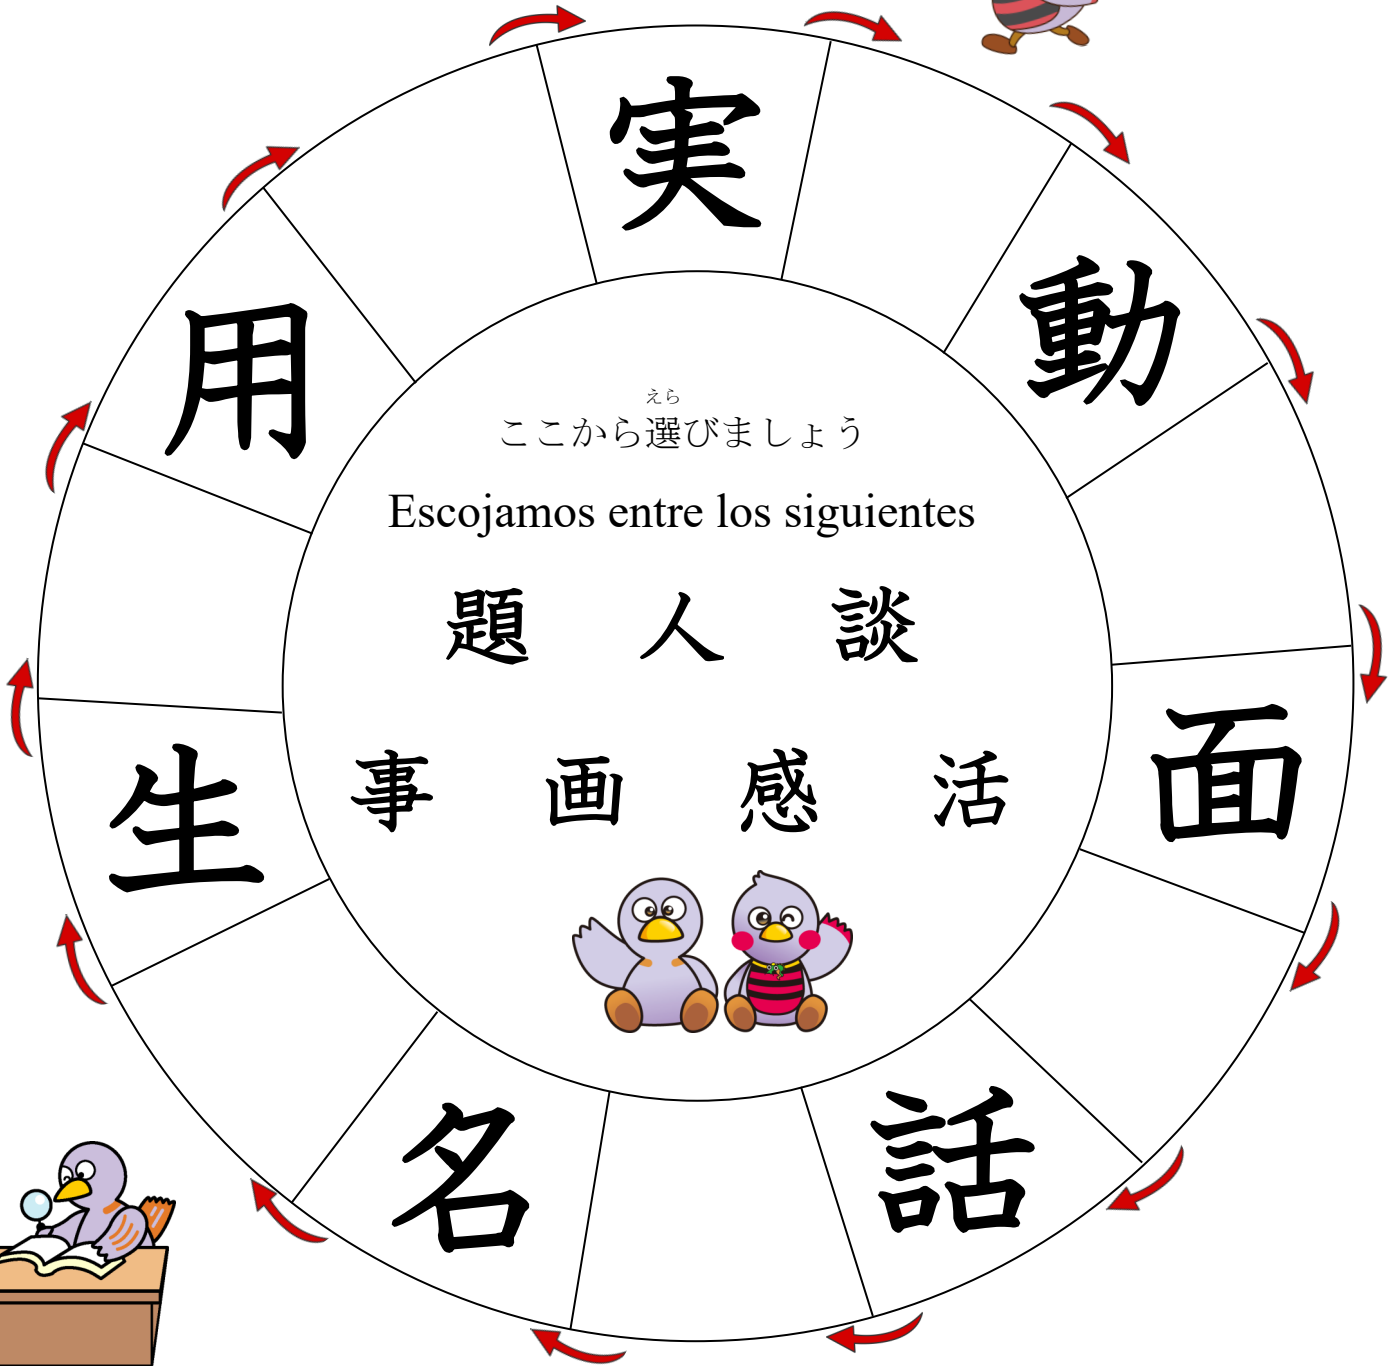 実
動
用
えら
ここから選びましょう
Escojamos entre los siguientes
題 人 談
事 画 感 活
面
生
話
名